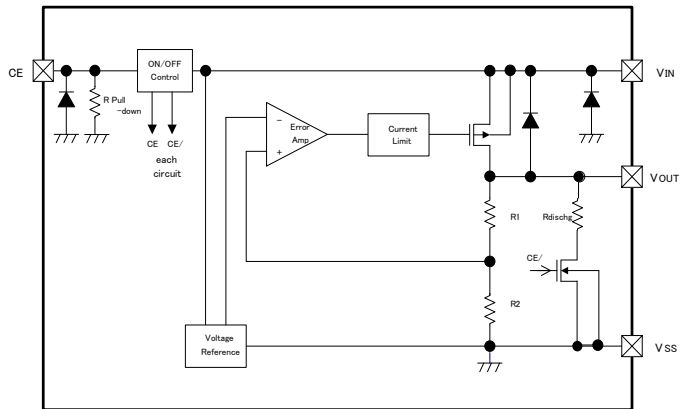 CE
ON/OFF
Control
VIN
R Pull
-down
CE CE/
each
circuit
−
Error
Amp
+
Current
Limit
VOUT
R1
Rdischg
CE/
R2
Voltage
Reference
VSS